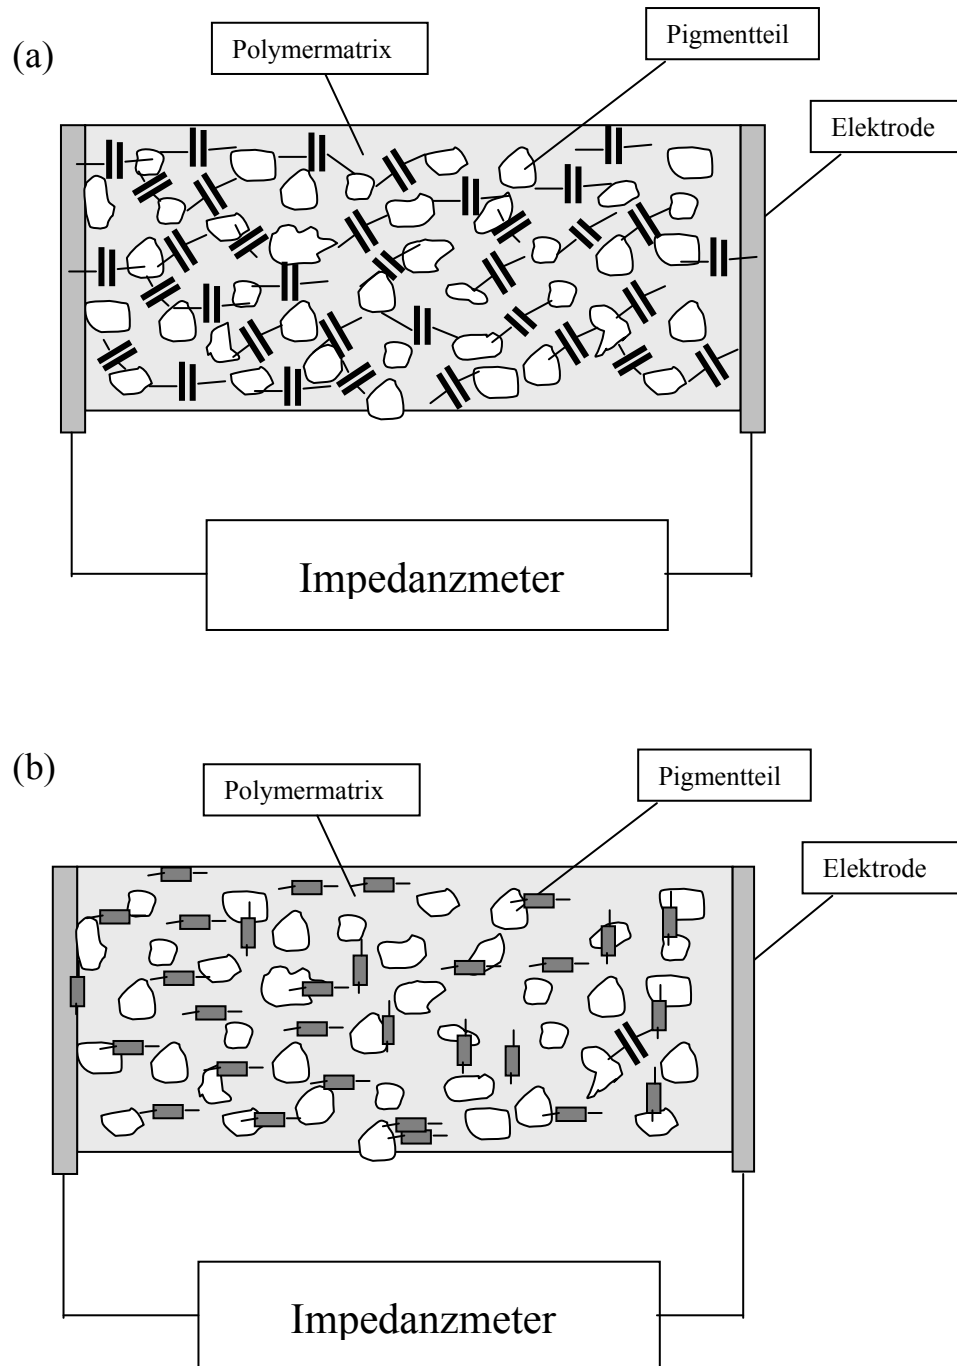 (a)
Polymermatrix
Pigmentteil
Elektrode
Impedanzmeter
(b)
Polymermatrix
Pigmentteil
Elektrode
Impedanzmeter